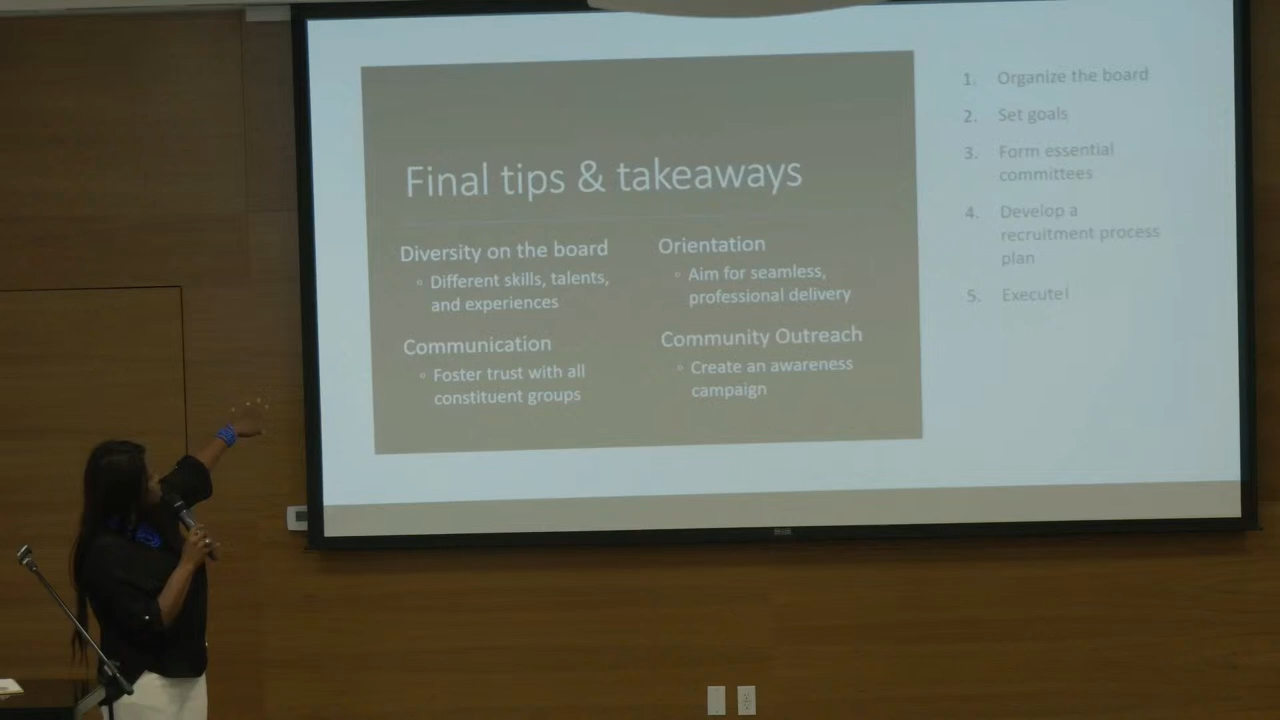 Final tips & takeaways
Diversity on the board
◦ Different skills, talents,
and experiences
Communication
◦ Foster trust with all
constituent groups
Orientation
◦ Aim for seamless,
professional delivery
Community Outreach
◦ Create an awareness
campaign
1. Organize the board
2. Set goals
3. Form essential
committees
4. Develop a
recruitment process
plan
5. Execute!